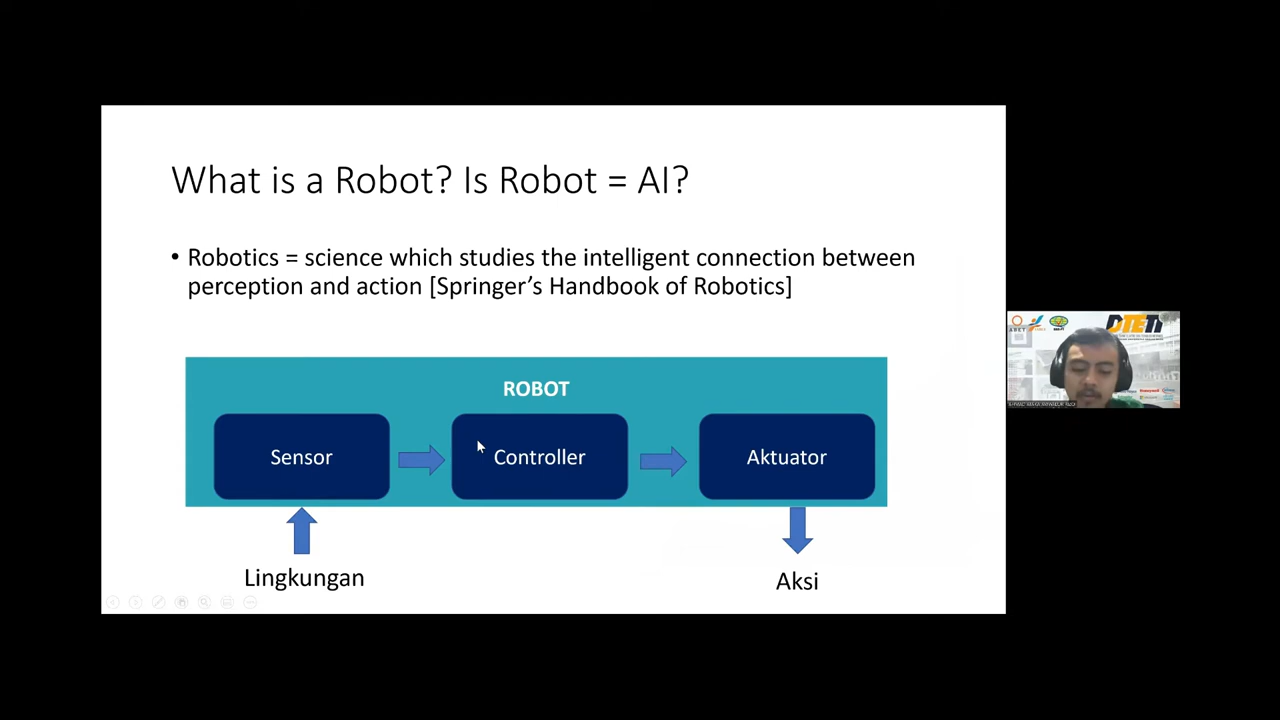 What is a Robot? Is Robot = AI?
• Robotics = science which studies the intelligent connection between
perception and action [Springer’s Handbook of Robotics]
ROBOT
Sensor
Controller
Aktuator
Lingkungan
Aksi
DTETI